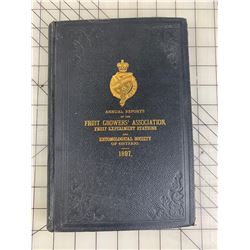 ANNUAL REPORTS
OF THE
FRUIT GROWERS' ASSOCIATION,
FRUIT EXPERIMENT STATIONS
AND
ENTOMOLOGICAL SOCIETY
OF ONTARIO.
1897.